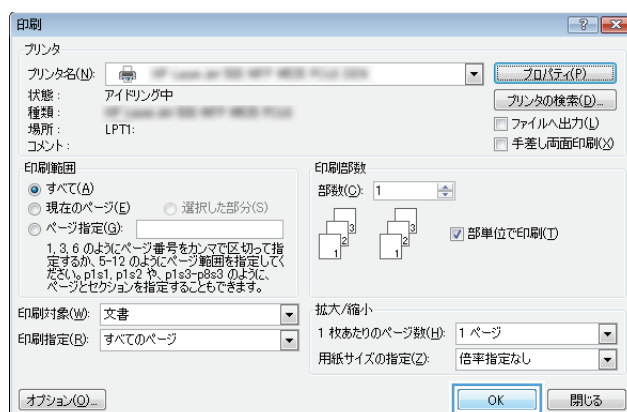 印刷
プリンタ
プリンタ名(N):
プロパティ(P)
状態:
アイドリング中
プリンタの検索(D)...
種類:
場所:
LPT1:
ファイルへ出力(L)
コメント:
手差し両面印刷(X)
印刷範囲
すべて(A)
現在のページ(E)
選択した部分(S)
ページ指定(G):
1, 3, 6 のようにページ番号をカンマで区切って指
定するか、5-12 のようにページ範囲を指定してく
ださい。p1s1, p1s2 や、p1s3-p8s3 のように、
ページとセクションを指定することもできます。
印刷部数
部数(C):
1
1
2
3
1
2
3
部単位で印刷(T)
印刷対象(W):
文書
印刷指定(R):
すべてのページ
拡大/縮小
1 枚あたりのページ数(H):
1 ページ
用紙サイズの指定(Z):
倍率指定なし
オプション(O)...
OK
閉じる